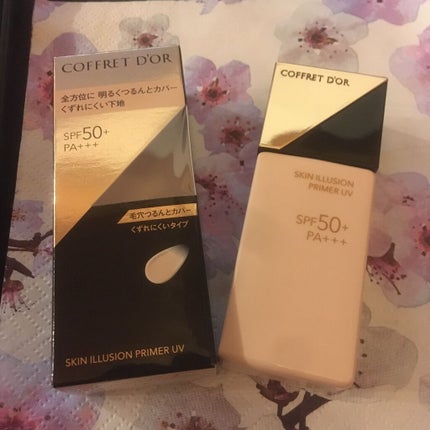 COFFRET D'OR
全方位に 明るくつるんとカバー
くずれにくい下地
SPF50+
PA+++
毛穴つるんとカバー
くずれにくいタイプ
SKIN ILLUSION PRIMER UV
COFFRET D'OR
SKIN ILLUSION
PRIMER UV
SPF50+
PA+++